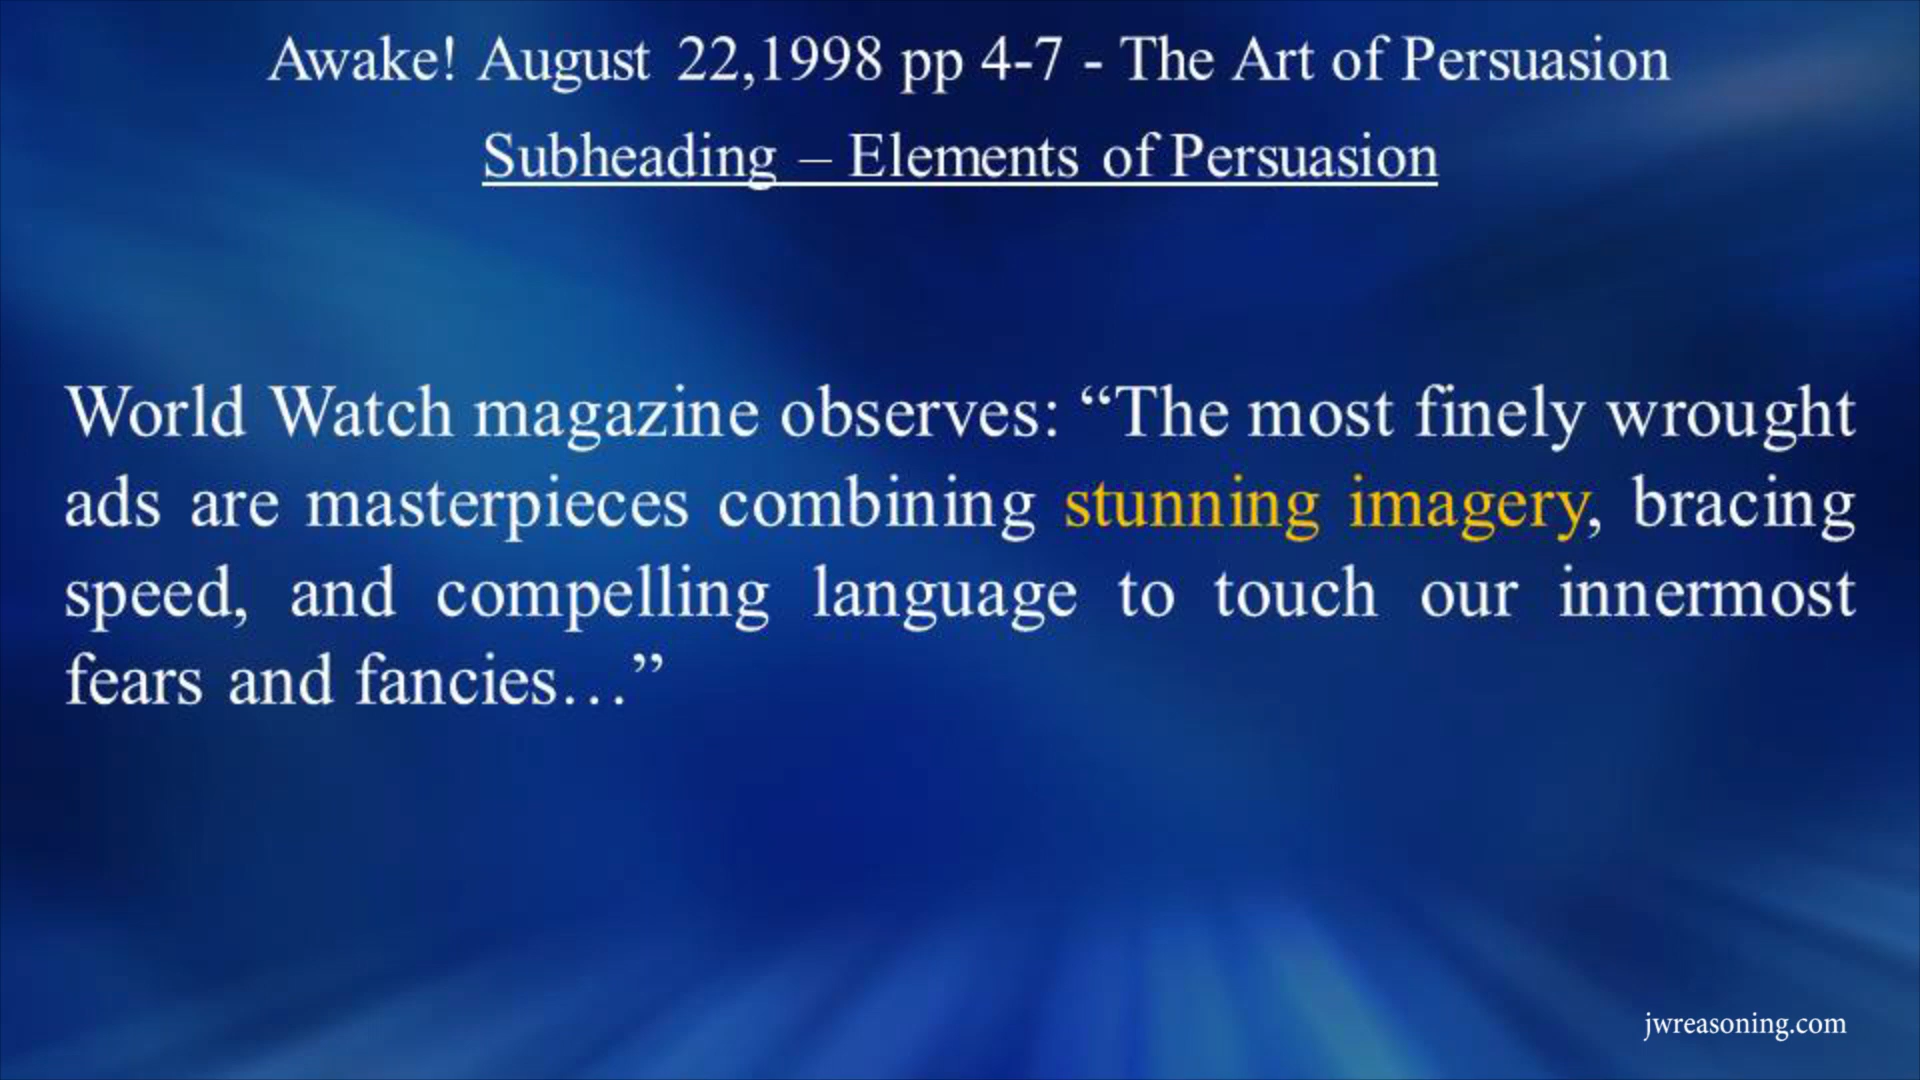 Awake! August 22,1998 pp 4-7 - The Art of Persuasion
Subheading – Elements of Persuasion
World Watch magazine observes: “The most finely wrought
ads are masterpieces combining stunning imagery, bracing
speed, and compelling language to touch our innermost
fears and fancies…”
jwreasoning.com